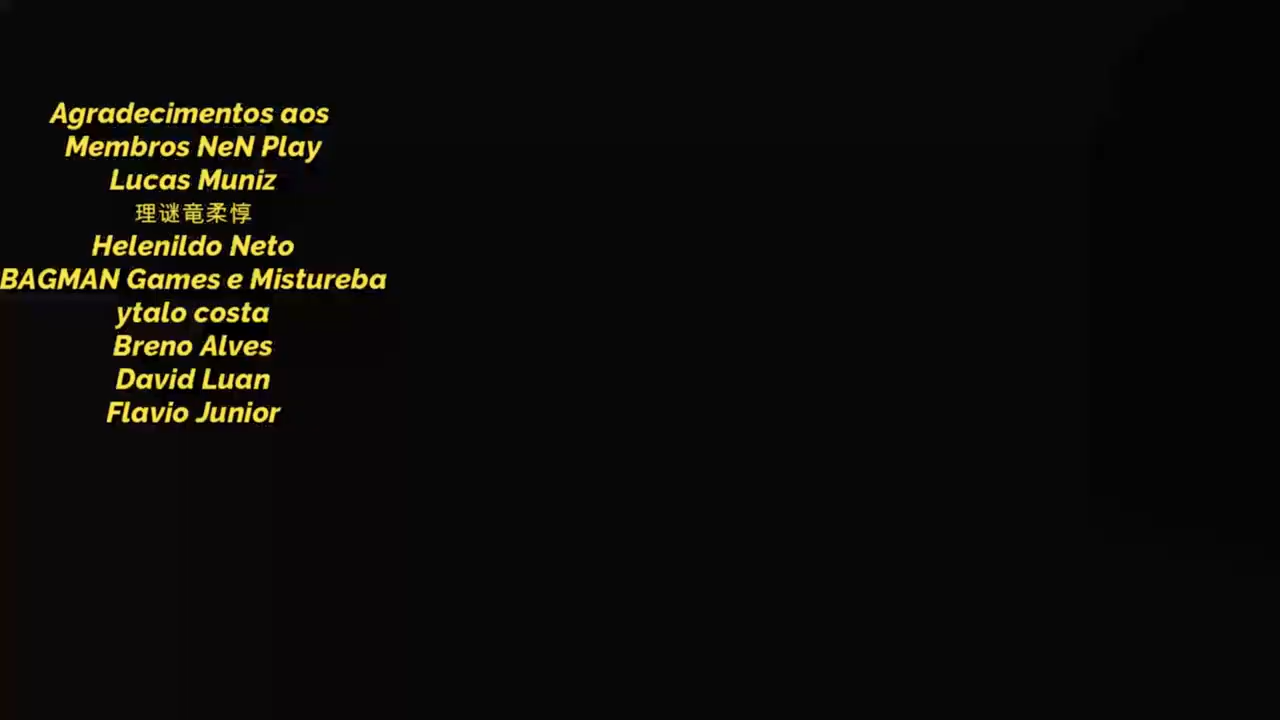 Agradecimentos aos
Membros NeN Play
Lucas Muniz
理谜竜柔惇
Helenildo Neto
BAGMAN Games e Mistureba
ytalo costa
Breno Alves
David Luan
Flavio Junior